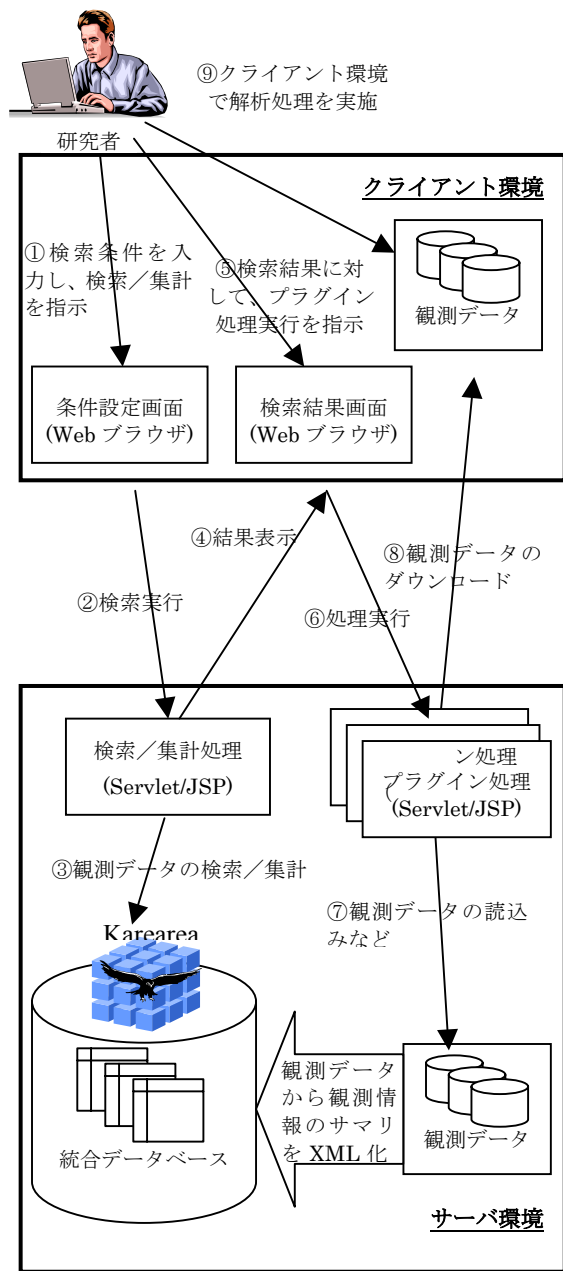 ⑨クライアント環境
で解析処理を実施
研究者
クライアント環境
①検索条件を入
力し、検索／集計
を指示
⑤検索結果に対
して、プラグイン
処理実行を指示
観測データ
条件設定画面
(Web ブラウザ)
検索結果画面
(Web ブラウザ)
④結果表示
⑧観測データの
ダウンロード
②検索実行
⑥処理実行
検索／集計処理
(Servlet/JSP)
ン処理
プラグイン処理
(
(Servlet/JSP)
③観測データの検索／集計
⑦観測データの読込
みなど
Karearea
観測データ
から観測情
報のサマリ
を XML 化
統合データベース
観測データ
サーバ環境